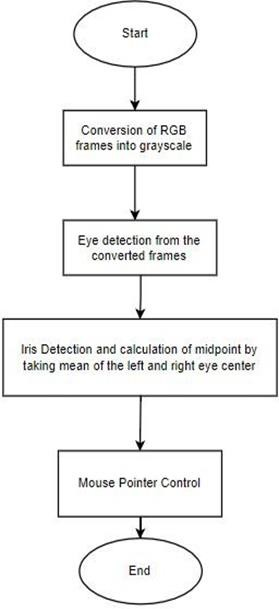 Start
Conversion of RGB
frames into grayscale
Eye detection from the
converted frames
Iris Detection and calculation of midpoint by
taking mean of the left and right eye center
Mouse Pointer Control
End